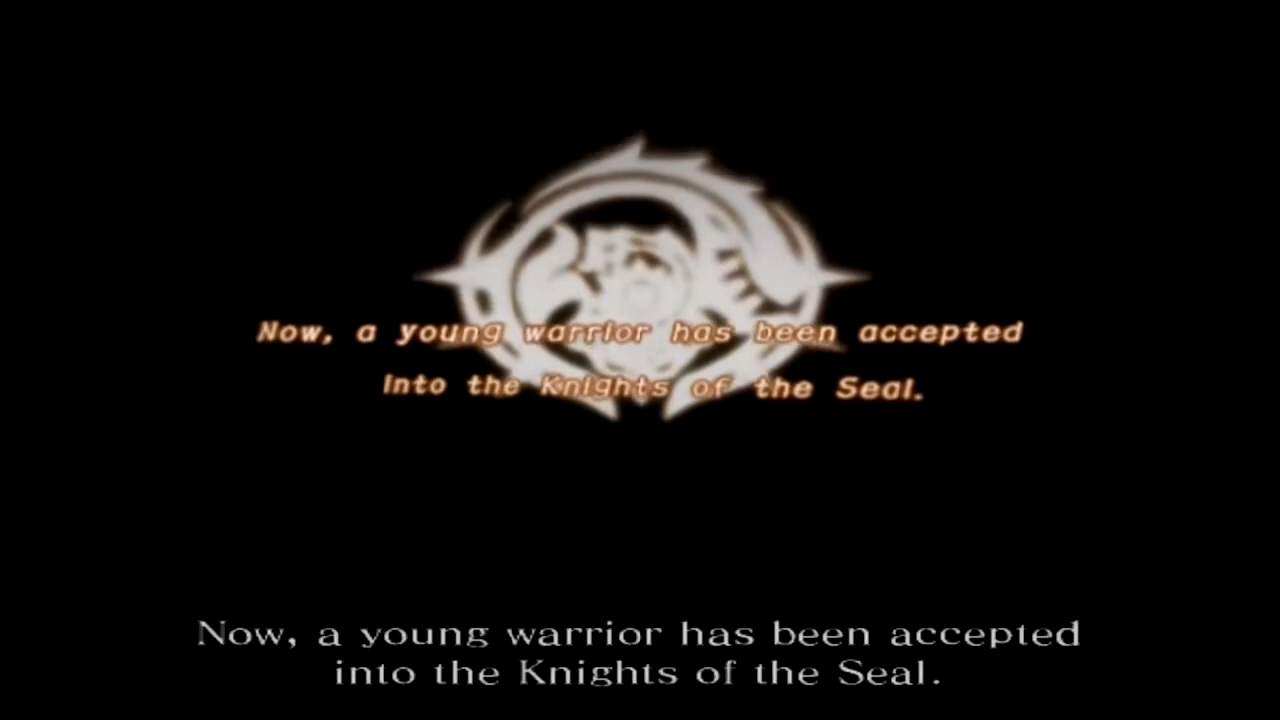 Now, a young warrior has been accepted
into the Knights of the Seal.
Now, a young warrior has been accepted
into the Knights of the Seal.